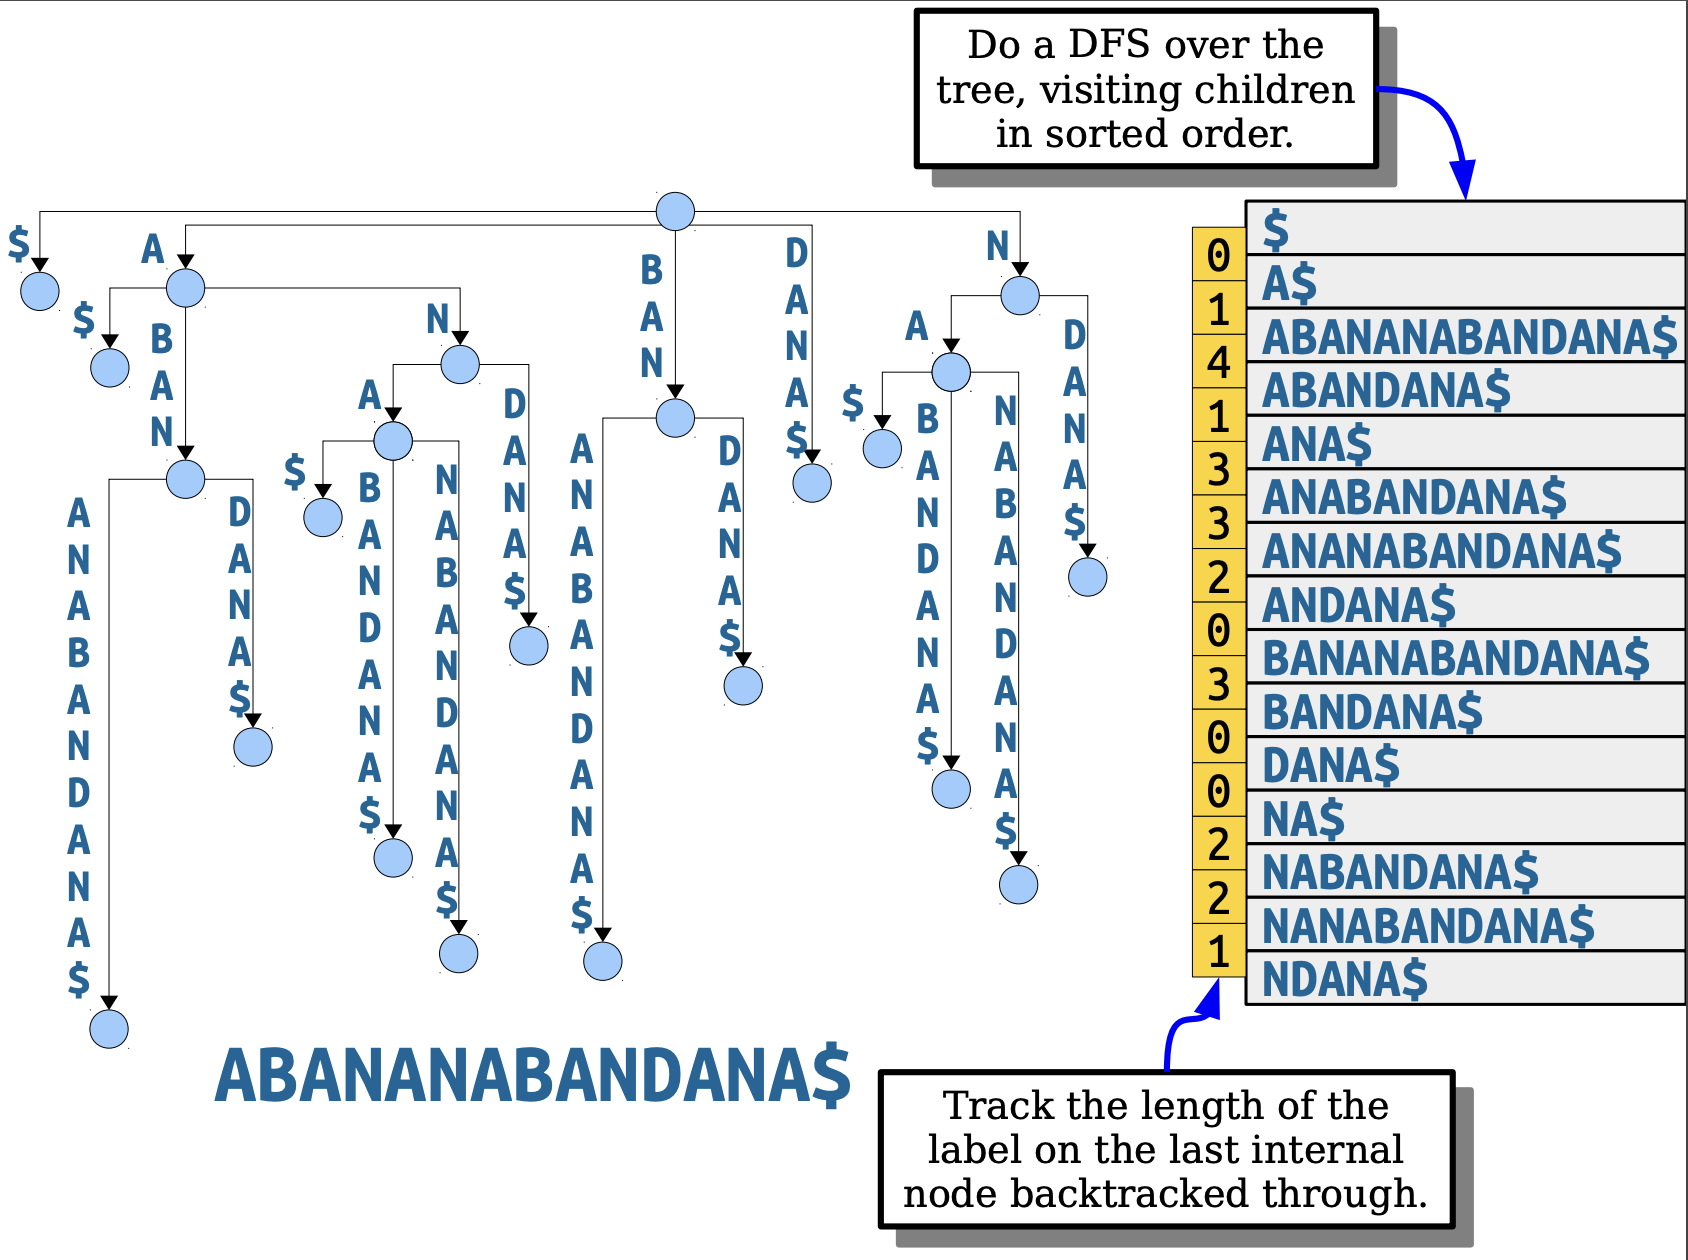 Do a DFS over the
tree, visiting children
in sorted order.
$
A
BAN
DANA$
N
$
BAN
N
ANANABANDANA$
DANA$
A
DANA$
$
BANDANA$
NABANDANA$
ANABANDANA$
DANA$
A
DANA$
$
BANDANA$
NABANDANA$
0
1
4
1
3
3
2
0
3
0
0
2
2
1
$
A$
ABANANABANDANA$
ABANDANA$
ANA$
ANABANDANA$
ANANABANDANA$
ANDANA$
BANANABANDANA$
BANDANA$
DANA$
NA$
NABANDANA$
NANABANDANA$
NDANA$
ABANANABANDANA$
Track the length of the
label on the last internal
node backtracked through.